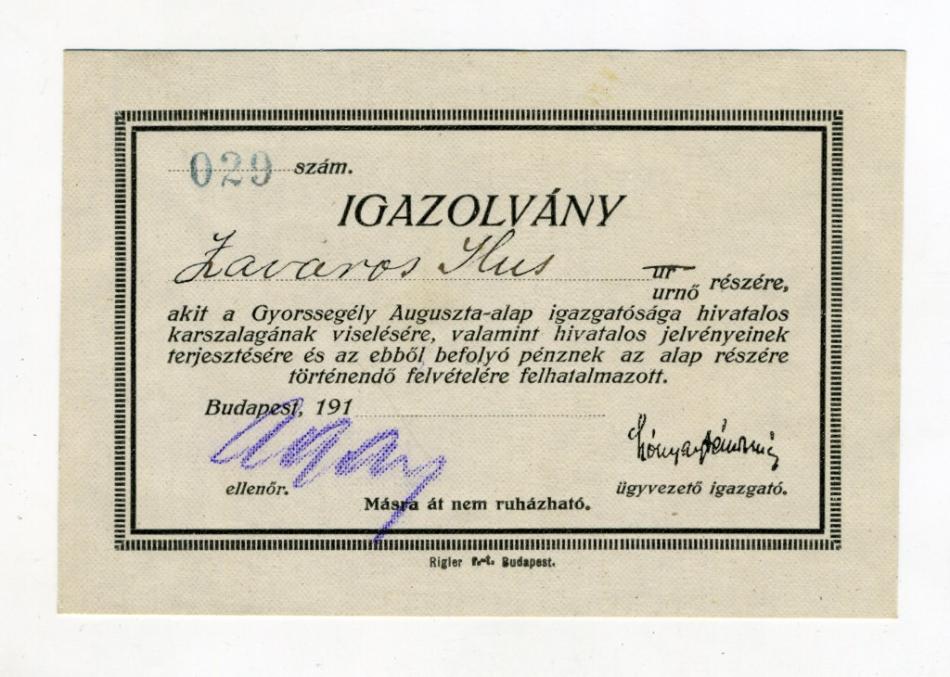 029 szám.
IGAZOLVÁNY
Zavaros Ilus úr
urnő részére,
akit a Gyorssegély Auguszta-alap igazgatósága hivatalos
karszalagának viselésére, valamint hivatalos jelvényeinek
terjesztésére és az ebből befolyó pénznek az alap részére
történendő felvételére felhatalmazott.
Budapest, 191
ellenőr.
ügyvezető igazgató.
Másra át nem ruházható.
Rigler r.-t. Budapest.